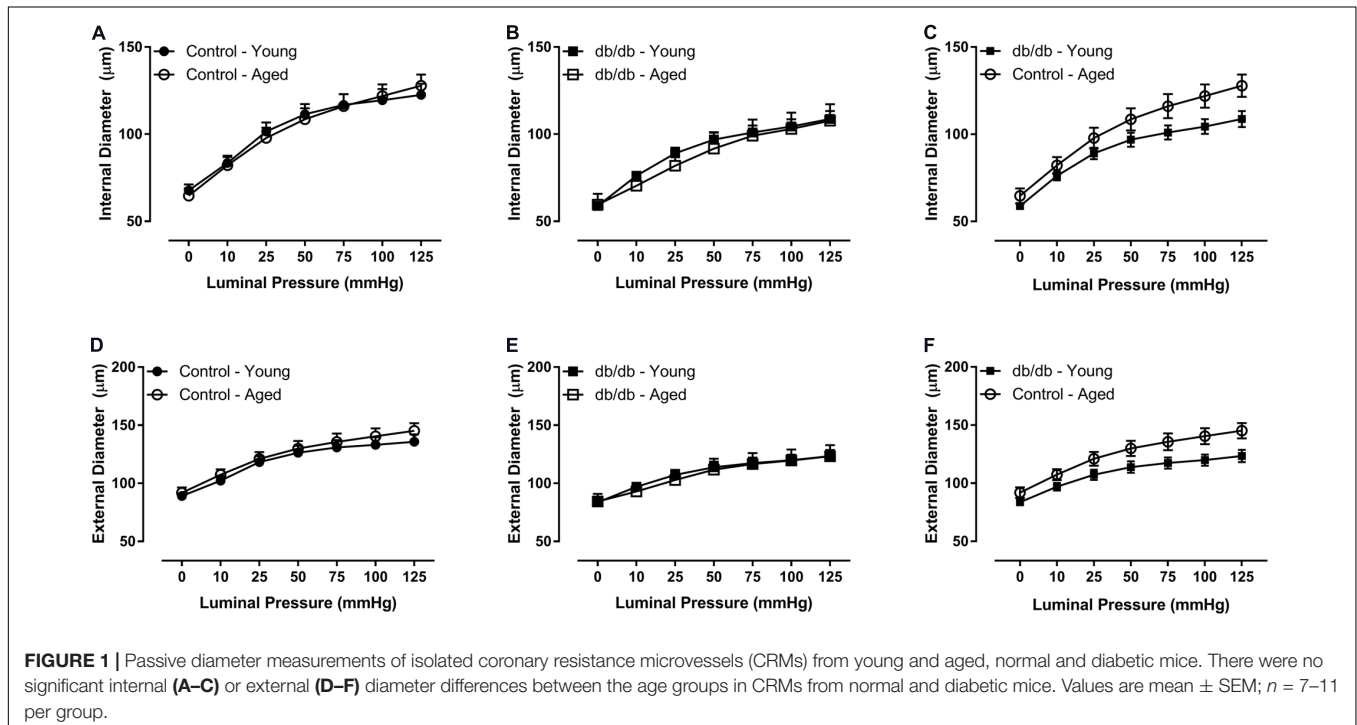 A
Control - Young
Control - Aged
150
100
50
Internal Diameter (μm)
0 10 25 50 75 100 125
Luminal Pressure (mmHg)
B
db/db - Young
db/db - Aged
150
100
50
Internal Diameter (μm)
0 10 25 50 75 100 125
Luminal Pressure (mmHg)
C
db/db - Young
Control - Aged
150
100
50
Internal Diameter (μm)
0 10 25 50 75 100 125
Luminal Pressure (mmHg)
D
Control - Young
Control - Aged
200
150
100
50
External Diameter (μm)
0 10 25 50 75 100 125
Luminal Pressure (mmHg)
E
db/db - Young
db/db - Aged
200
150
100
50
External Diameter (μm)
0 10 25 50 75 100 125
Luminal Pressure (mmHg)
F
db/db - Young
Control - Aged
200
150
100
50
External Diameter (μm)
0 10 25 50 75 100 125
Luminal Pressure (mmHg)
FIGURE 1 | Passive diameter measurements of isolated coronary resistance microvessels (CRMs) from young and aged, normal and diabetic mice. There were no
significant internal (A–C) or external (D–F) diameter differences between the age groups in CRMs from normal and diabetic mice. Values are mean ± SEM; n = 7–11
per group.